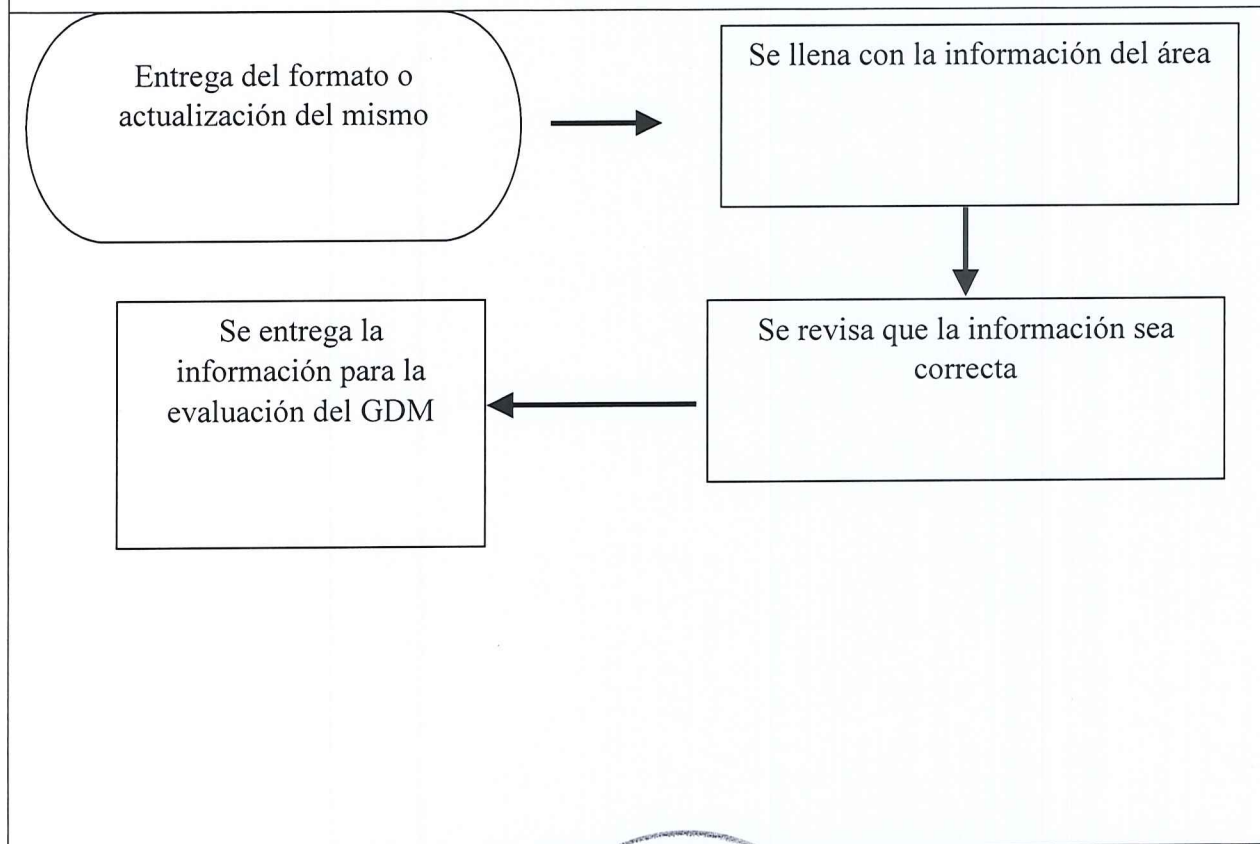 Entrega del formato o
actualización del mismo
Se llena con la información del área
Se revisa que la información sea
correcta
Se entrega la
información para la
evaluación del GDM